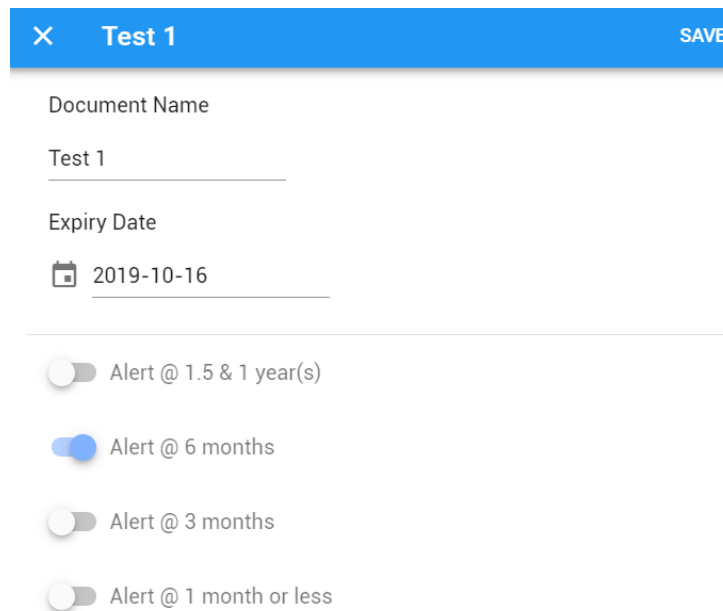 Test 1 SAVE
Document Name
Test 1
Expiry Date
2019-10-16
Alert @ 1.5 & 1 year(s)
Alert @ 6 months
Alert @ 3 months
Alert @ 1 month or less